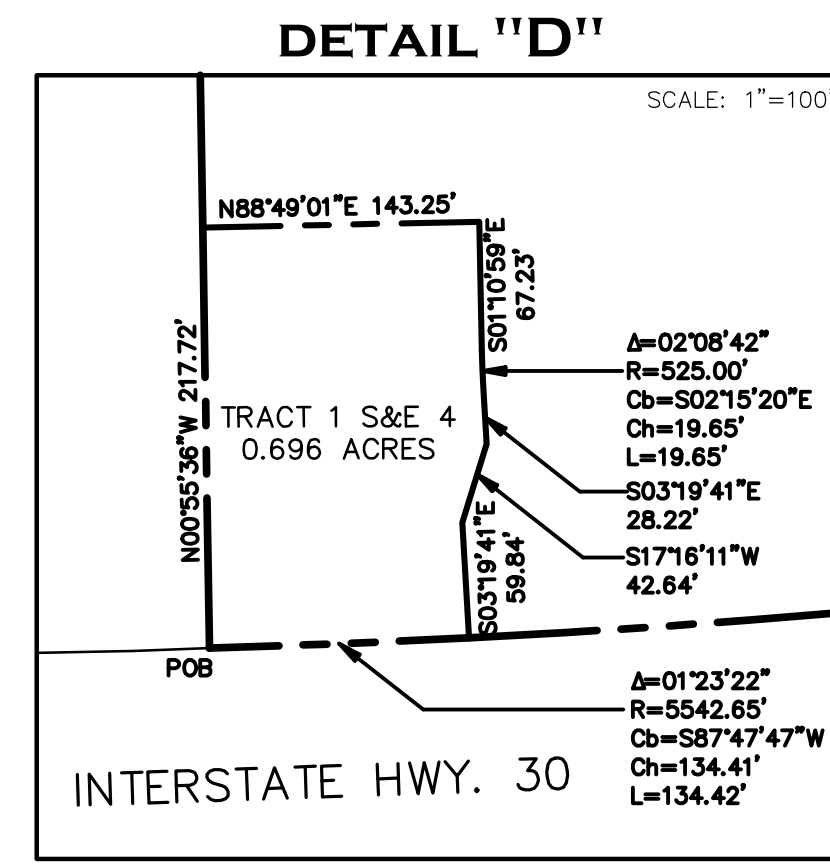 DETAIL "D"
SCALE: 1"=100'
N88°49'01"E 143.25'
S01°10'59"E
67.23'
N00°55'36"W 217.72'
TRACT 1 S&E 4
0.696 ACRES
Δ=02°08'42"
R=525.00'
Cb=S02°15'20"E
Ch=19.65'
L=19.65'
S03°19'41"E
28.22'
S17°16'11"W
42.64'
S03°19'41"E
59.84'
POB
Δ=01°23'22"
R=5542.65'
Cb=S87°47'47"W
Ch=134.41'
L=134.42'
INTERSTATE HWY. 30